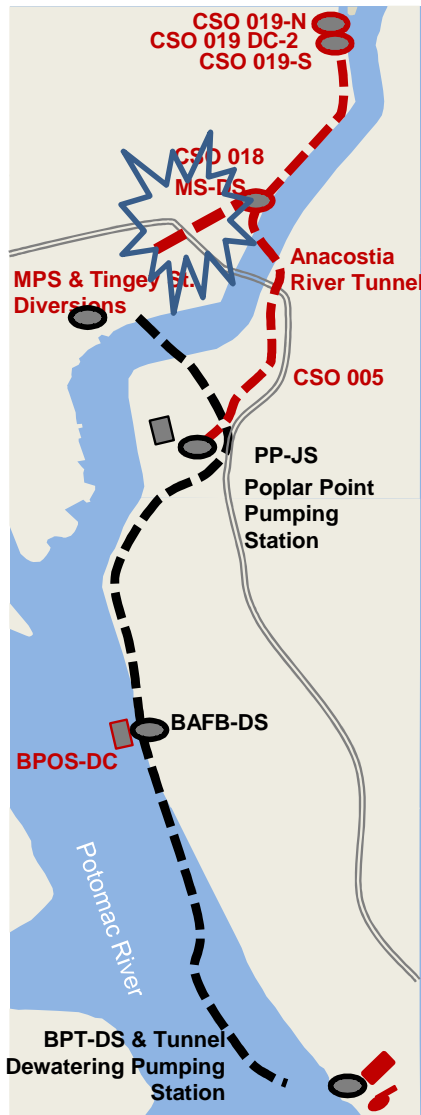 CSO 019-N
CSO 019 DC-2
CSO 019-S
CSO 018
MS-DS
Anacostia
River Tunnel
MPS & Tingey St.
Diversions
CSO 005
PP-JS
Poplar Point
Pumping
Station
BAFB-DS
BPOS-DC
Potomac River
BPT-DS & Tunnel
Dewatering Pumping
Station